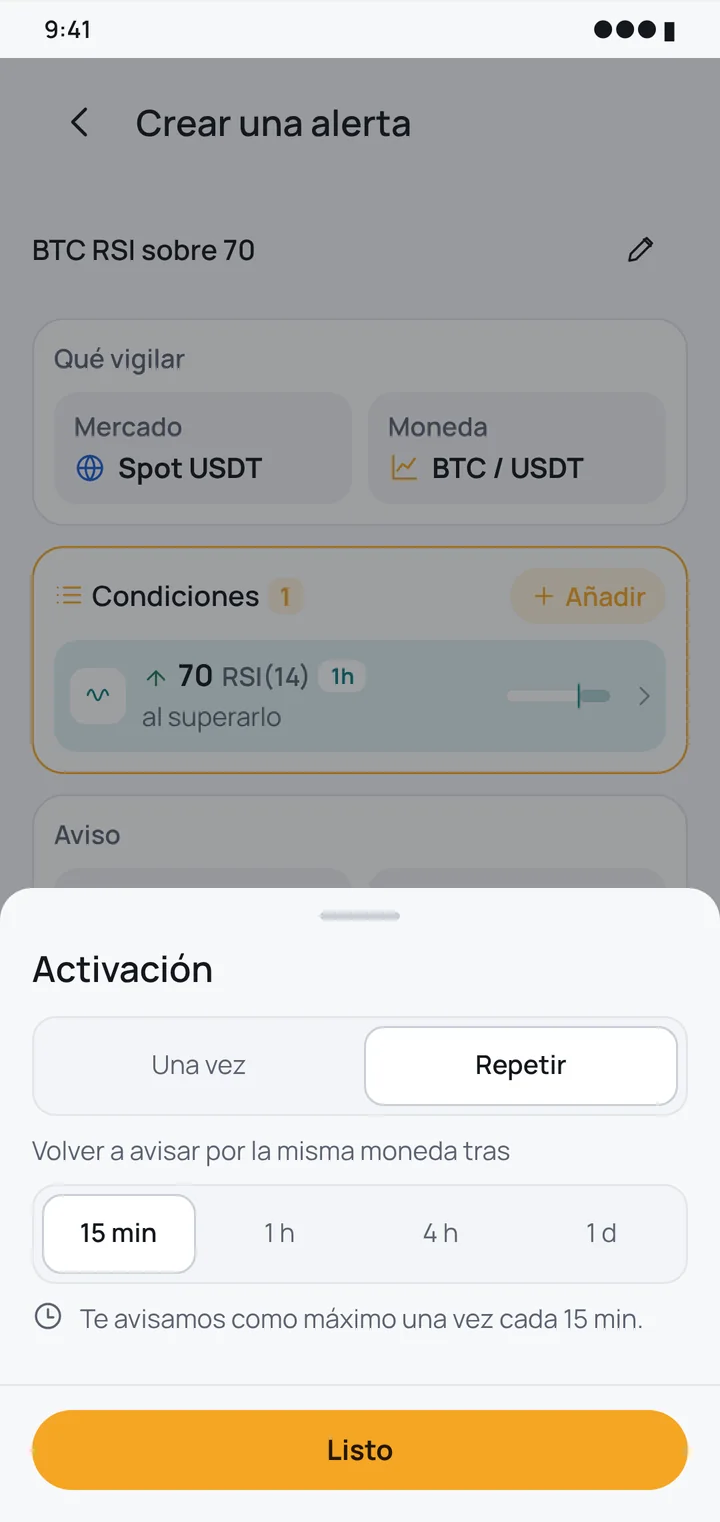 9:41
Crear una alerta
BTC RSI sobre 70
Qué vigilar
Mercado
Spot USDT
Moneda
BTC / USDT
Condiciones 1
+ Añadir
↑ 70 RSI(14) 1h
al superarlo
Aviso
Activación
Una vez
Repetir
Volver a avisar por la misma moneda tras
15 min
1 h
4 h
1 d
Te avisamos como máximo una vez cada 15 min.
Listo